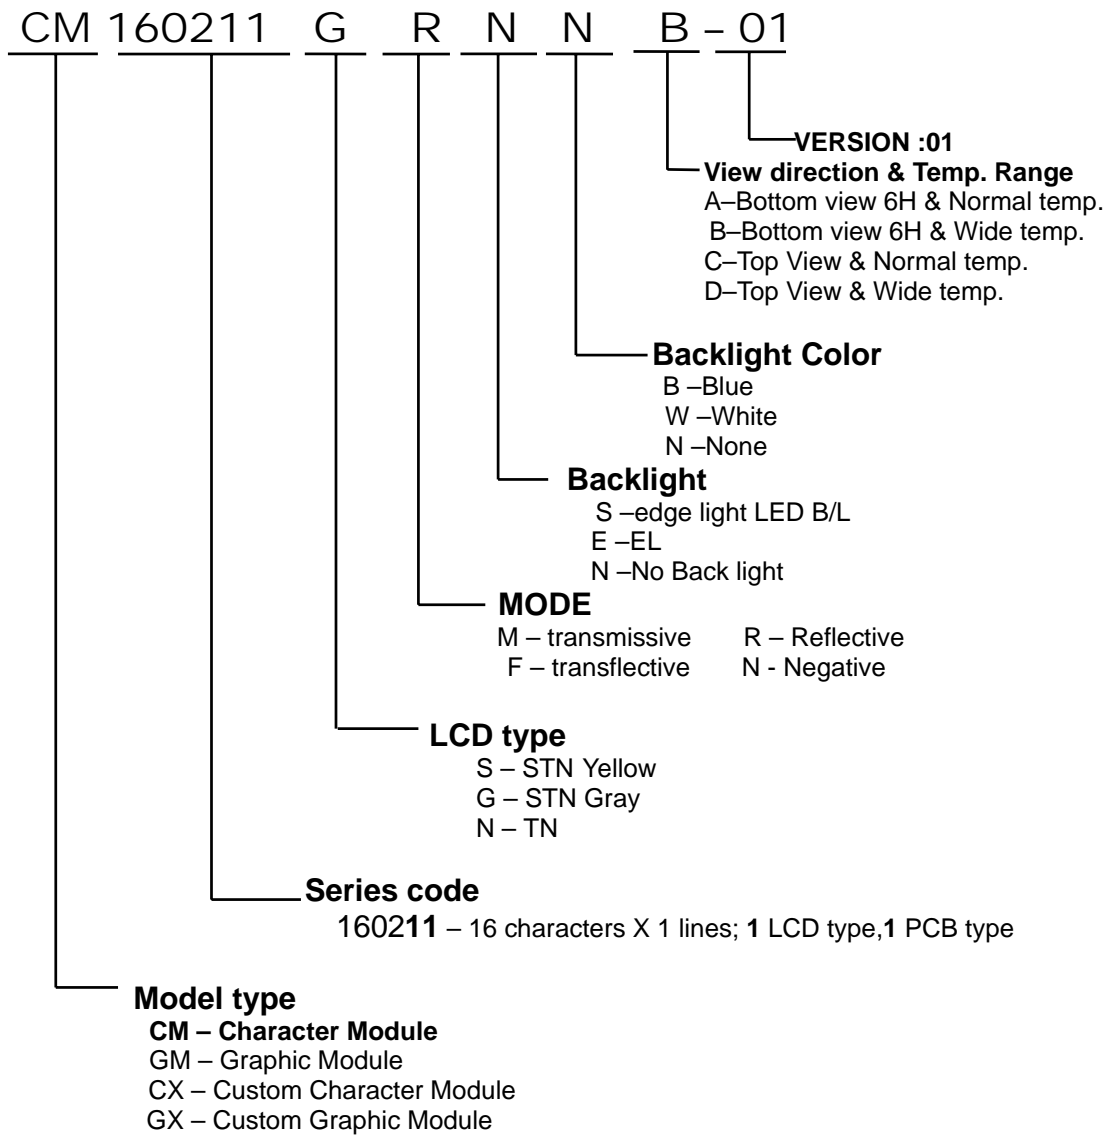 CM 160211 G R N N B – 01
VERSION :01
View direction & Temp. Range
A–Bottom view 6H & Normal temp.
B–Bottom view 6H & Wide temp.
C–Top View & Normal temp.
D–Top View & Wide temp.
Backlight Color
B –Blue
W –White
N –None
Backlight
S –edge light LED B/L
E –EL
N –No Back light
MODE
M – transmissive R – Reflective
F – transflective N - Negative
LCD type
S – STN Yellow
G – STN Gray
N – TN
Series code
160211 – 16 characters X 1 lines; 1 LCD type,1 PCB type
Model type
CM – Character Module
GM – Graphic Module
CX – Custom Character Module
GX – Custom Graphic Module